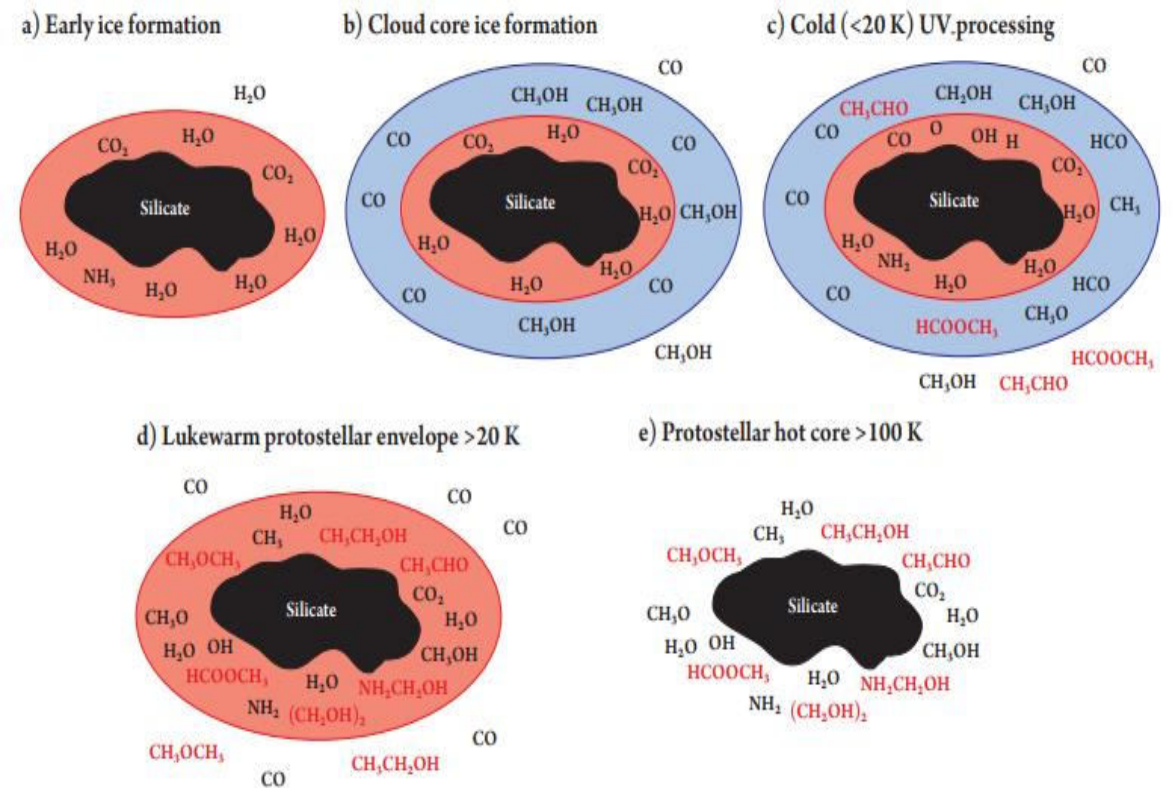 a) Early ice formation
b) Cloud core ice formation
c) Cold (<20 K) UV processing
H₂O
CO₂
H₂O
CO₂
Silicate
H₂O
H₂O
NH₃
H₂O
H₂O
CO
CH₃OH
CH₃OH
CO
CO₂
H₂O
CO
CO₂
Silicate
CO
H₂O
CH₃OH
H₂O
H₂O
H₂O
CO
CO
CH₃OH
CH₃OH
CO
CH₃CHO
CH₂OH
CH₃OH
CO
CO
O
OH
H
HCO
CO₂
Silicate
CO
H₂O
CH₃
H₂O
NH₂
H₂O
H₂O
HCO
CO
CH₃O
HCOOCH₃
HCOOCH₃
CH₃OH
CH₃CHO
d) Lukewarm protostellar envelope >20 K
e) Protostellar hot core >100 K
CO
CO
CO
H₂O
CH₃
CH₃CH₂OH
CH₃OCH₃
CH₃CHO
CO₂
Silicate
CH₃O
H₂O
H₂O
OH
CH₃OH
HCOOCH₃
H₂O
NH₂CH₂OH
NH₂
(CH₂OH)₂
CO
CH₃OCH₃
CH₃CH₂OH
CO
H₂O
CH₃
CH₃CH₂OH
CH₃OCH₃
CH₃CHO
CO₂
Silicate
CH₃O
H₂O
H₂O
OH
CH₃OH
HCOOCH₃
H₂O
NH₂CH₂OH
NH₂
(CH₂OH)₂